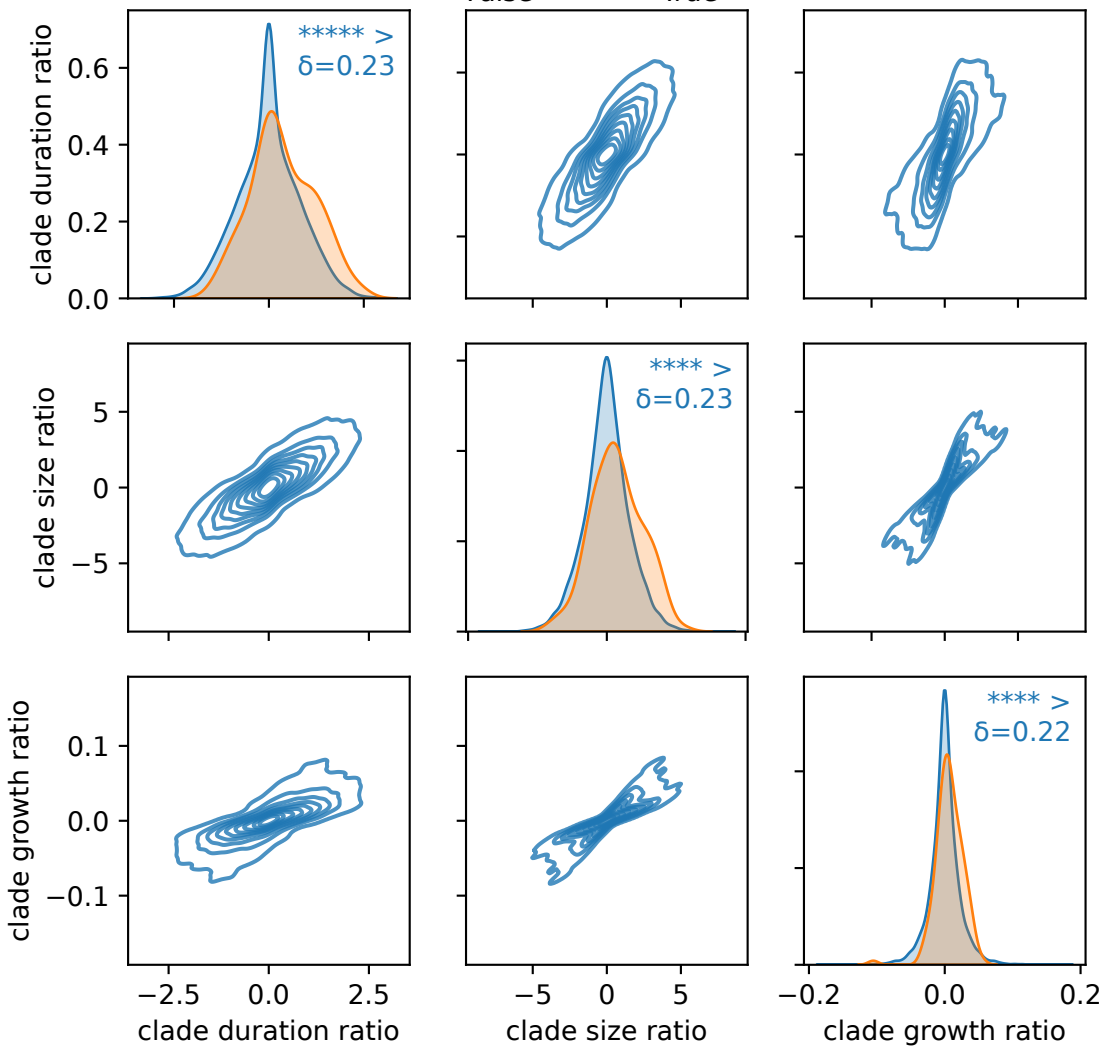 clade duration ratio
0.6
0.4
0.2
0.0
***** >
δ=0.23
clade size ratio
5
0
−5
**** >
δ=0.23
clade growth ratio
0.1
0.0
−0.1
**** >
δ=0.22
−2.5 0.0 2.5
−5 0 5
−0.2 0.0 0.2
clade duration ratio
clade size ratio
clade growth ratio